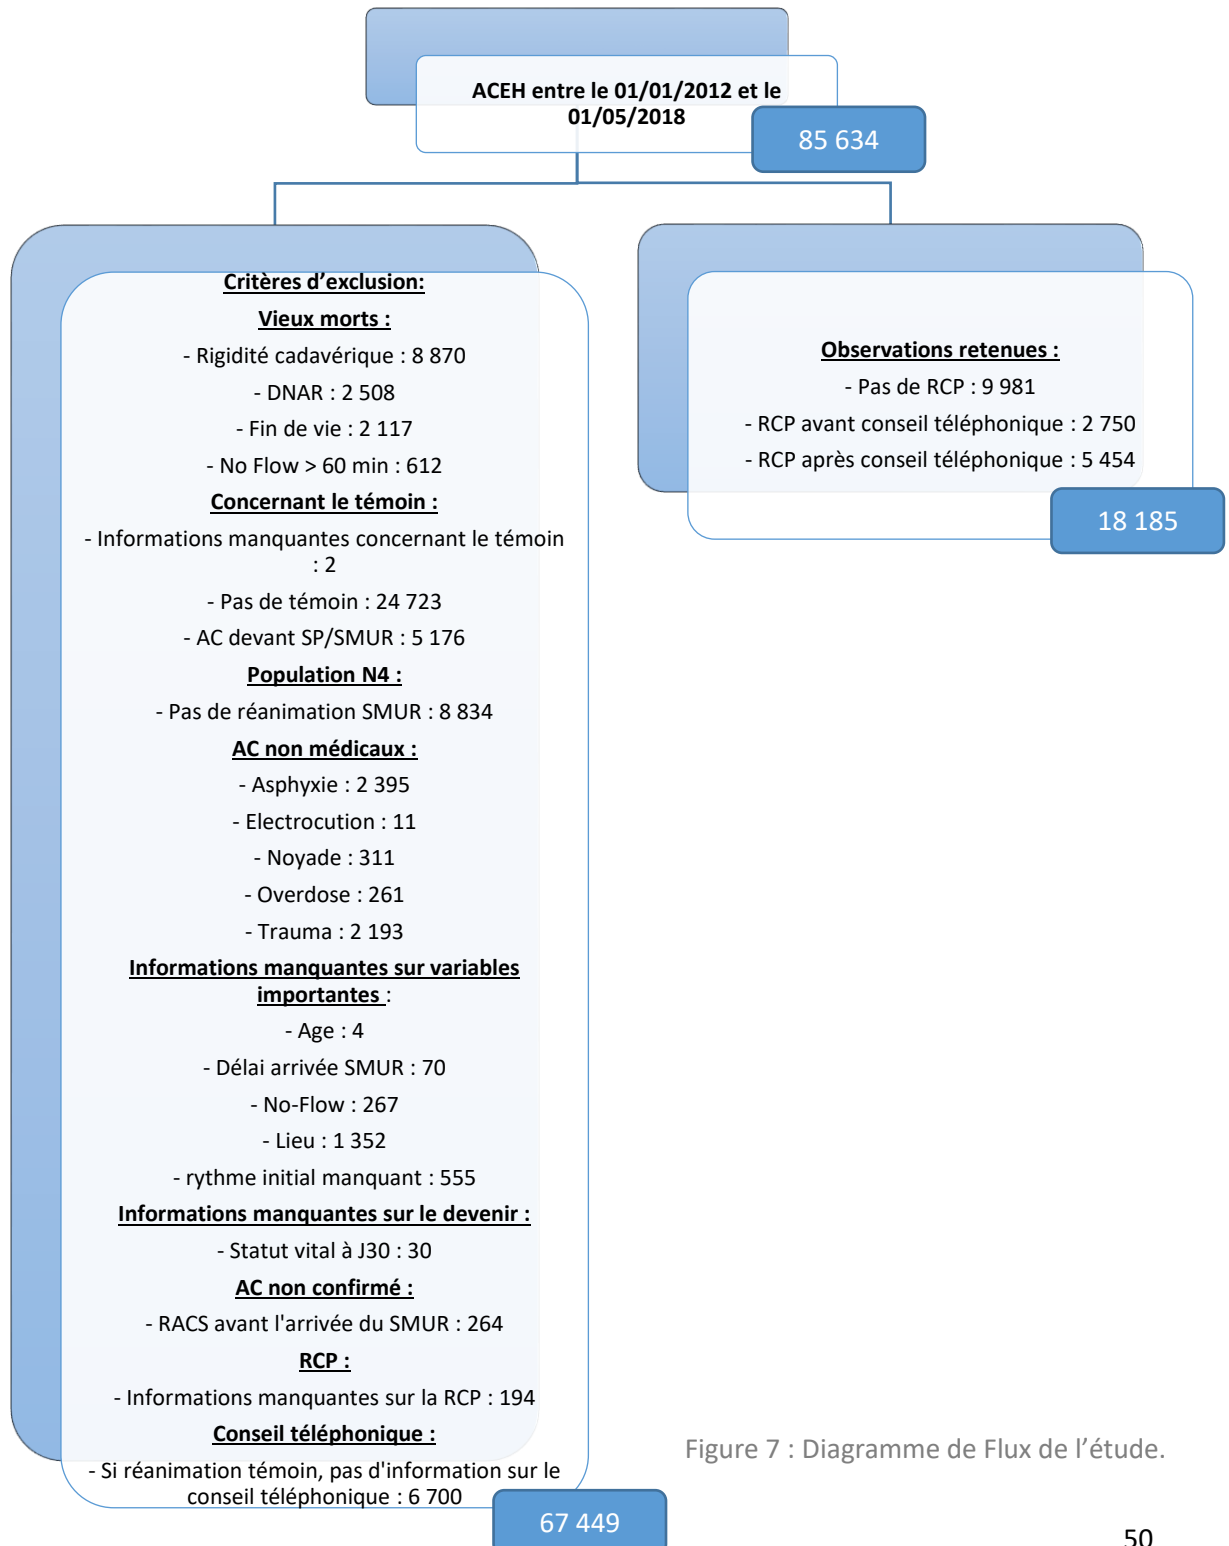 ACEH entre le 01/01/2012 et le
01/05/2018
85 634
Critères d’exclusion:
Vieux morts :
- Rigidité cadavérique : 8 870
- DNAR : 2 508
- Fin de vie : 2 117
- No Flow > 60 min : 612
Concernant le témoin :
- Informations manquantes concernant le témoin
: 2
- Pas de témoin : 24 723
- AC devant SP/SMUR : 5 176
Population N4 :
- Pas de réanimation SMUR : 8 834
AC non médicaux :
- Asphyxie : 2 395
- Electrocution : 11
- Noyade : 311
- Overdose : 261
- Trauma : 2 193
Informations manquantes sur variables
importantes :
- Age : 4
- Délai arrivée SMUR : 70
- No-Flow : 267
- Lieu : 1 352
- rythme initial manquant : 555
Informations manquantes sur le devenir :
- Statut vital à J30 : 30
AC non confirmé :
- RACS avant l'arrivée du SMUR : 264
RCP :
- Informations manquantes sur la RCP : 194
Conseil téléphonique :
- Si réanimation témoin, pas d'information sur le
conseil téléphonique : 6 700
67 449
Observations retenues :
- Pas de RCP : 9 981
- RCP avant conseil téléphonique : 2 750
- RCP après conseil téléphonique : 5 454
18 185
Figure 7 : Diagramme de Flux de l’étude.
50